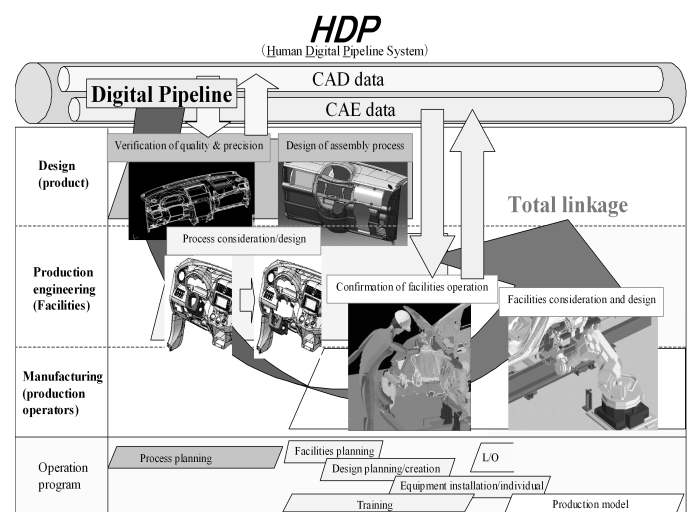 HDP
(Human Digital Pipeline System)
CAD data
Digital Pipeline
CAE data
Verification of quality & precision
Design of assembly process
Design
(product)
Total linkage
Process consideration/design
Production
engineering
(Facilities)
Confirmation of facilities operation
Facilities consideration and design
Manufacturing
(production
operators)
Operation
program
Process planning
Facilities planning
L/O
Design planning/creation
Equipment installation/individual
Training
Production model